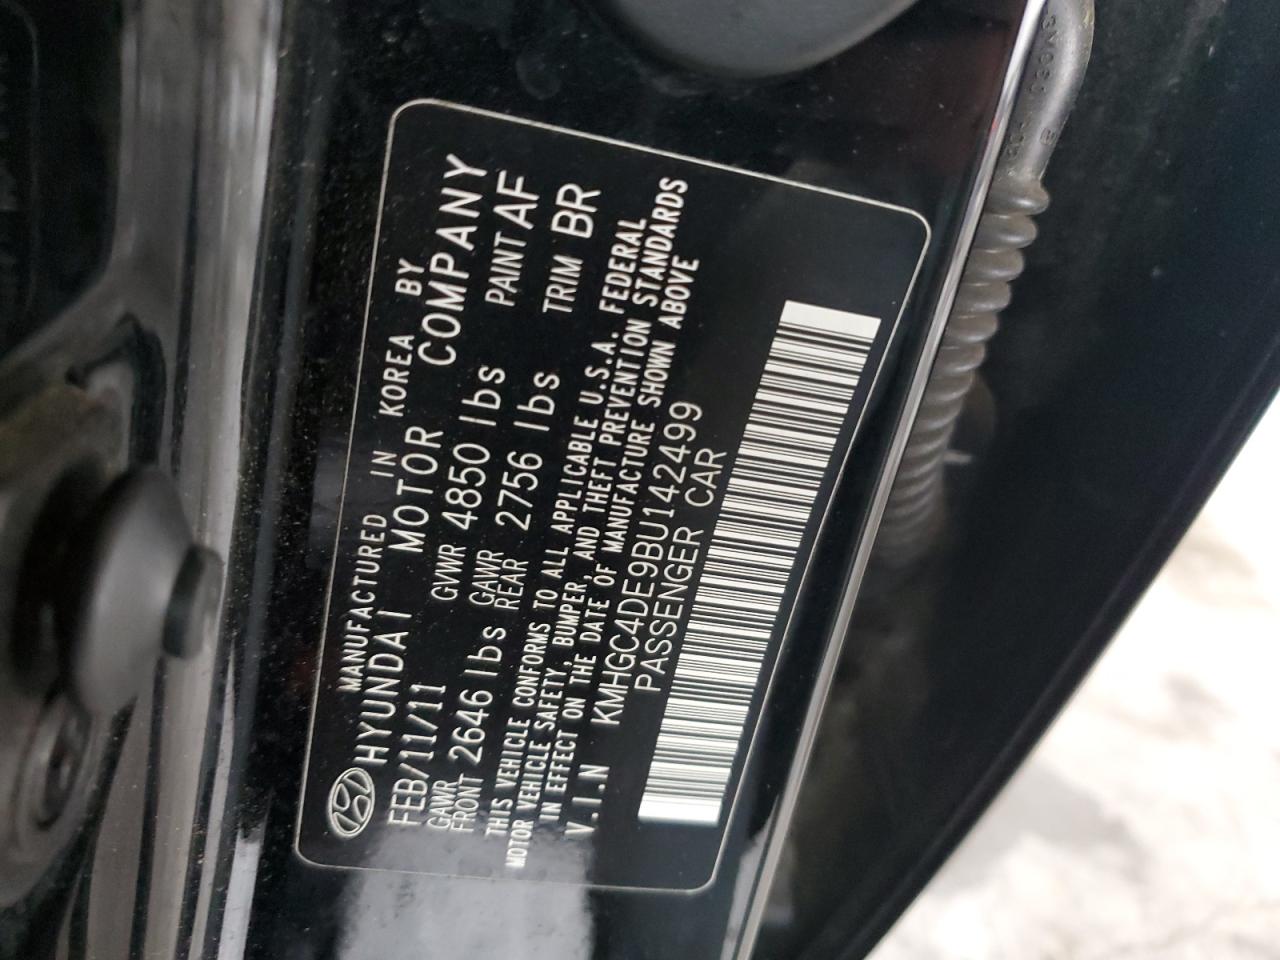 MANUFACTURED IN KOREA BY
HYUNDAI MOTOR COMPANY
FEB/11/11 GVWR 4850 lbs PAINT AF
GAWR FRONT 2646 lbs GAWR REAR 2756 lbs TRIM BR
THIS VEHICLE CONFORMS TO ALL APPLICABLE U.S.A. FEDERAL
MOTOR VEHICLE SAFETY, BUMPER, AND THEFT PREVENTION STANDARDS
IN EFFECT ON THE DATE OF MANUFACTURE SHOWN ABOVE
V.I.N KMHGC4DE9BU142499
PASSENGER CAR